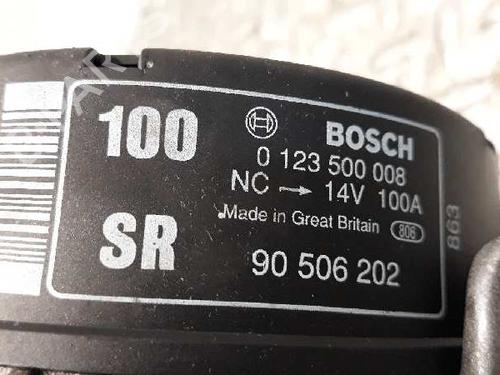 100
BOSCH
0 123 500 008
NC → 14V 100A
Made in Great Britain 806
SR
90 506 202
863